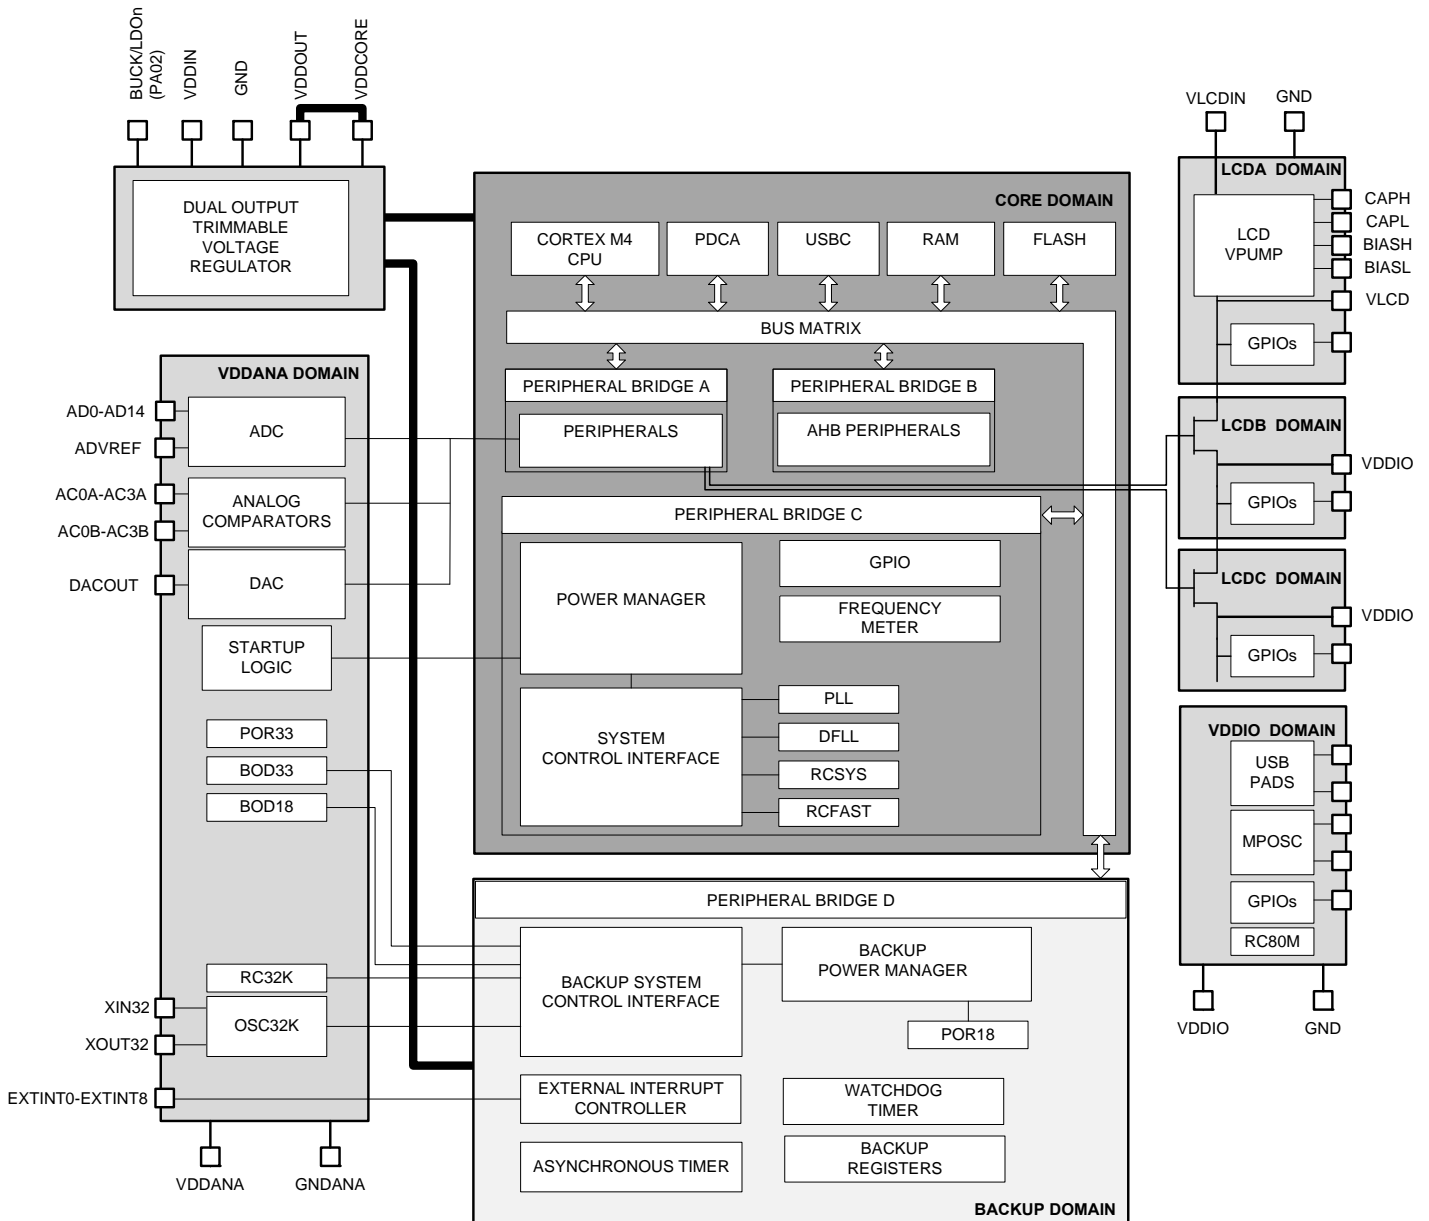 BUCK/LDOn
(PA02)
VDDIN
GND
VDDOUT
VDDCORE
DUAL OUTPUT
TRIMMABLE
VOLTAGE
REGULATOR
VDDANA DOMAIN
AD0-AD14
ADVREF
ADC
AC0A-AC3A
AC0B-AC3B
ANALOG
COMPARATORS
DACOUT
DAC
STARTUP
LOGIC
POR33
BOD33
BOD18
RC32K
XIN32
XOUT32
OSC32K
EXTINT0-EXTINT8
VDDANA
GNDANA
CORE DOMAIN
CORTEX M4
CPU
PDCA
USBC
RAM
FLASH
BUS MATRIX
PERIPHERAL BRIDGE A
PERIPHERALS
PERIPHERAL BRIDGE B
AHB PERIPHERALS
PERIPHERAL BRIDGE C
POWER MANAGER
GPIO
FREQUENCY
METER
SYSTEM
CONTROL INTERFACE
PLL
DFLL
RCSYS
RCFAST
PERIPHERAL BRIDGE D
BACKUP SYSTEM
CONTROL INTERFACE
BACKUP
POWER MANAGER
POR18
EXTERNAL INTERRUPT
CONTROLLER
WATCHDOG
TIMER
ASYNCHRONOUS TIMER
BACKUP
REGISTERS
BACKUP DOMAIN
VLCDIN
GND
LCDA DOMAIN
LCD
VPUMP
CAPH
CAPL
BIASH
BIASL
VLCD
GPIOs
LCDB DOMAIN
VDDIO
GPIOs
LCDC DOMAIN
VDDIO
GPIOs
VDDIO DOMAIN
USB
PADS
MPOSC
GPIOs
RC80M
VDDIO
GND